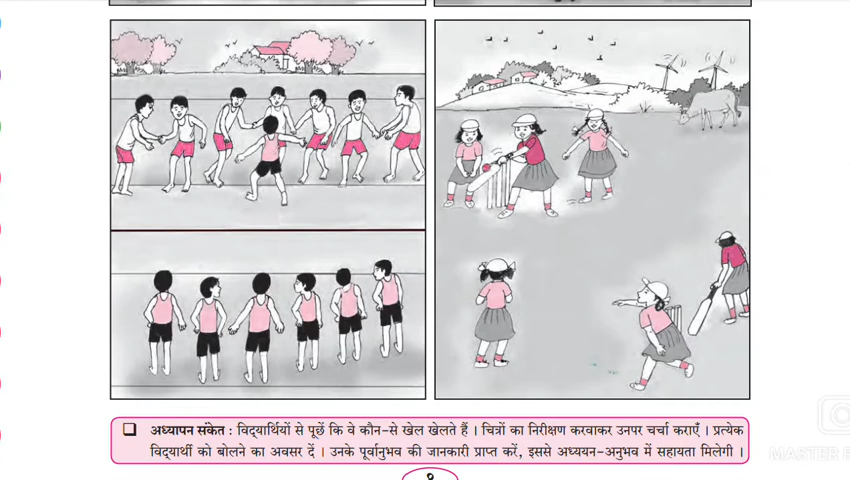 ❑ अध्यापन संकेत : विद्यार्थियों से पूछें कि वे कौन-से खेल खेलते हैं । चित्रों का निरीक्षण करवाकर उनपर चर्चा कराएँ । प्रत्येक
विद्यार्थी को बोलने का अवसर दें । उनके पूर्वानुभव की जानकारी प्राप्त करें, इससे अध्ययन-अनुभव में सहायता मिलेगी ।